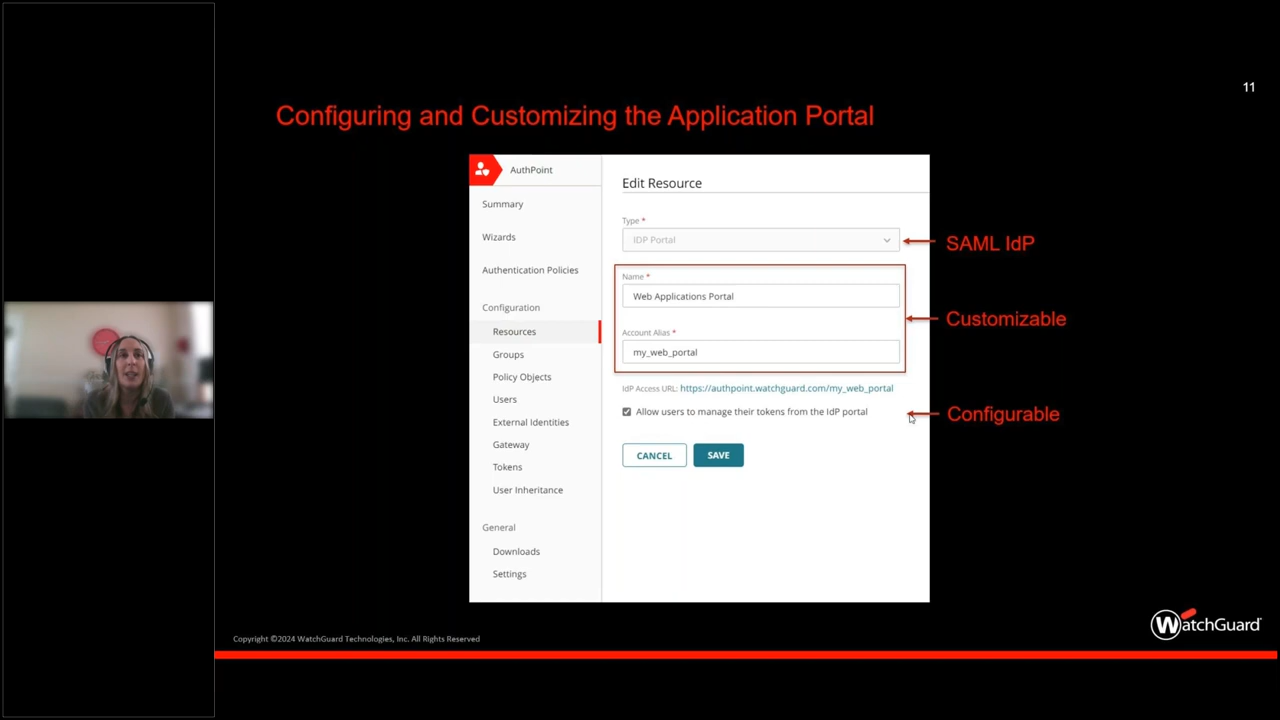 11
Configuring and Customizing the Application Portal
AuthPoint
Summary
Wizards
Authentication Policies
Configuration
Resources
Groups
Policy Objects
Users
External Identities
Gateway
Tokens
User Inheritance
General
Downloads
Settings
Edit Resource
Type *
IDP Portal
Name *
Web Applications Portal
Account Alias *
my_web_portal
IdP Access URL: https://authpoint.watchguard.com/my_web_portal
Allow users to manage their tokens from the IdP portal
CANCEL SAVE
SAML IdP
Customizable
Configurable
Copyright ©2024 WatchGuard Technologies, Inc. All Rights Reserved
WatchGuard